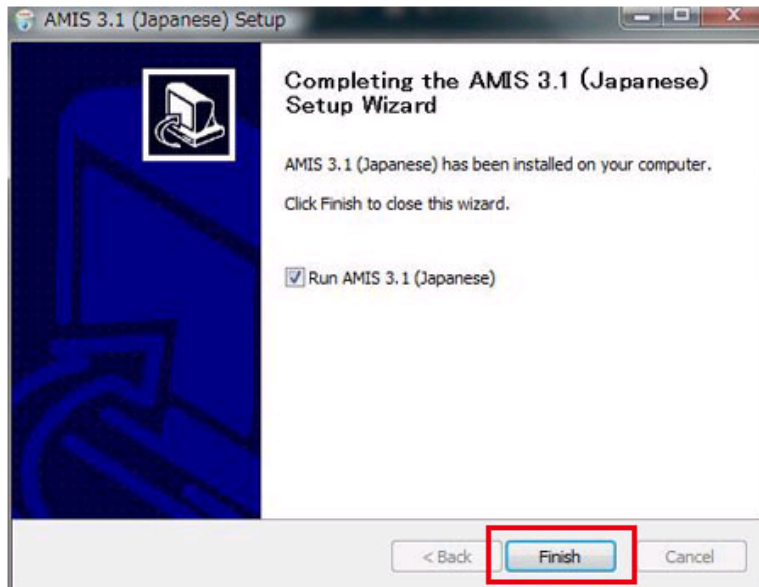 AMIS 3.1 (Japanese) Setup
Completing the AMIS 3.1 (Japanese)
Setup Wizard
AMIS 3.1 (Japanese) has been installed on your computer.
Click Finish to close this wizard.
Run AMIS 3.1 (Japanese)
< Back Finish Cancel